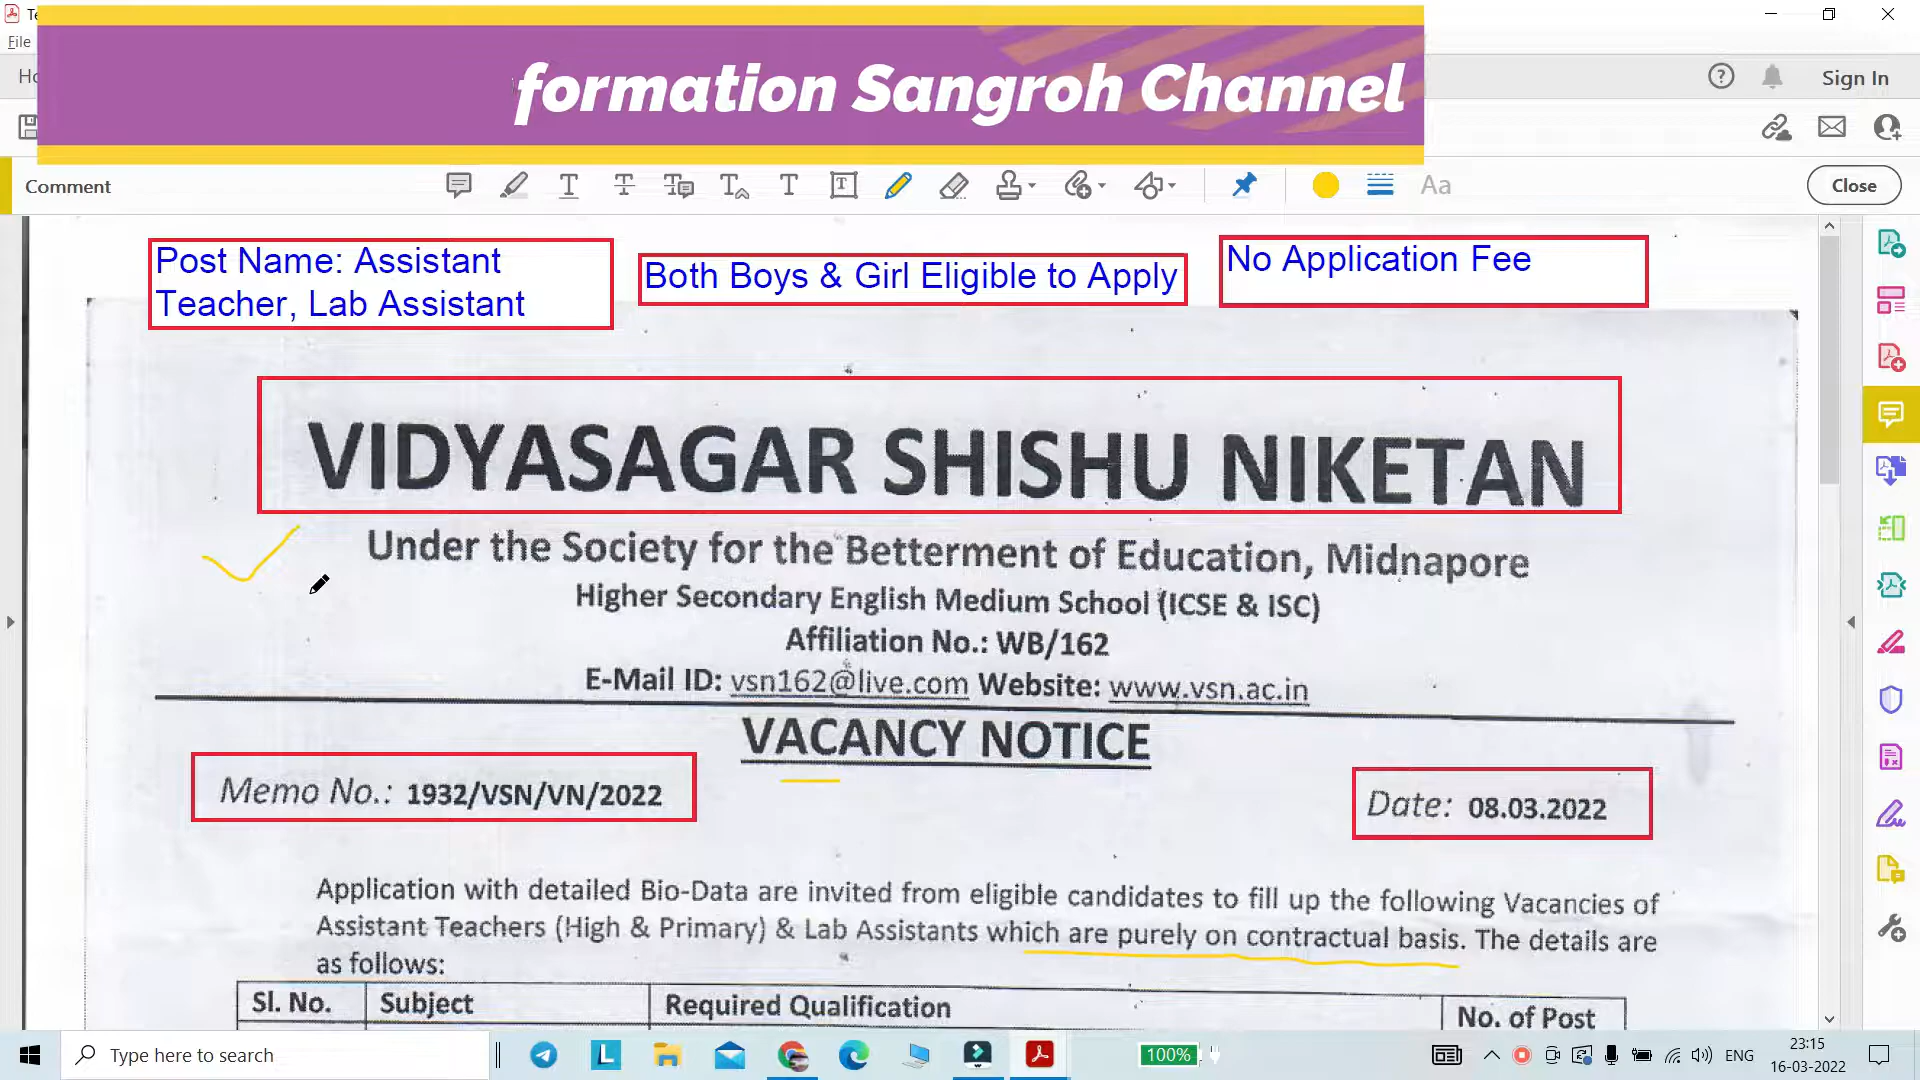 Te
File
formation Sangroh Channel
Sign In
Comment
Aa
Close
Post Name: Assistant
Teacher, Lab Assistant
Both Boys & Girl Eligible to Apply
No Application Fee
VIDYASAGAR SHISHU NIKETAN
Under the Society for the Betterment of Education, Midnapore
Higher Secondary English Medium School (ICSE & ISC)
Affiliation No.: WB/162
E-Mail ID: vsn162@live.com Website: www.vsn.ac.in
VACANCY NOTICE
Memo No.: 1932/VSN/VN/2022
Date: 08.03.2022
Application with detailed Bio-Data are invited from eligible candidates to fill up the following Vacancies of
Assistant Teachers (High & Primary) & Lab Assistants which are purely on contractual basis. The details are
as follows:
Sl. No. Subject Required Qualification No. of Post
Type here to search
100%
ENG
23:15
16-03-2022